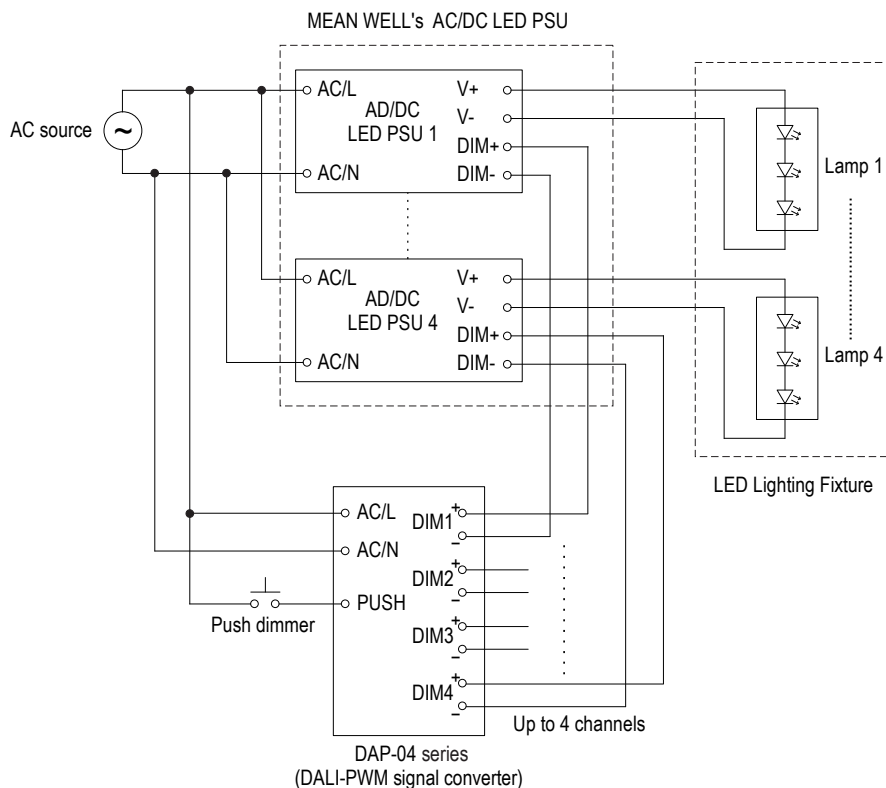 MEAN WELL's AC/DC LED PSU
AC source
~
AC/L
AD/DC
LED PSU 1
AC/N
V+
V-
DIM+
DIM-
Lamp 1
AC/L
AD/DC
LED PSU 4
AC/N
V+
V-
DIM+
DIM-
Lamp 4
LED Lighting Fixture
AC/L
AC/N
PUSH
Push dimmer
DIM1
+
-
DIM2
+
-
DIM3
+
-
DIM4
+
-
Up to 4 channels
DAP-04 series
(DALI-PWM signal converter)